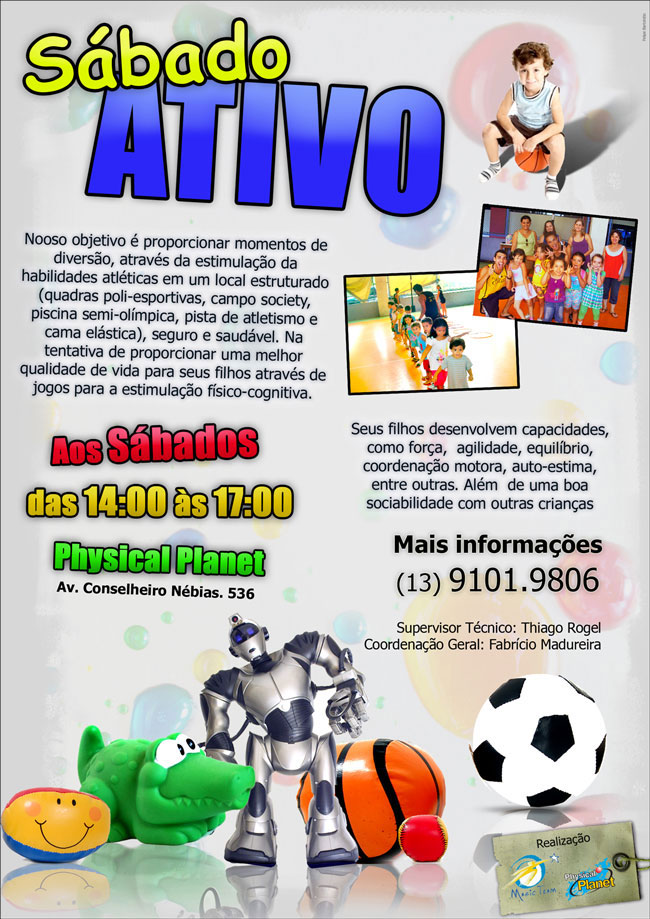 Sábado
ATIVO
Nooso objetivo é proporcionar momentos de
diversão, através da estimulação da
habilidades atléticas em um local estruturado
(quadras poli-esportivas, campo society,
piscina semi-olímpica, pista de atletismo e
cama elástica), seguro e saudável. Na
tentativa de proporcionar uma melhor
qualidade de vida para seus filhos através de
jogos para a estimulação físico-cognitiva.
Aos Sábados
das 14:00 às 17:00
Physical Planet
Av. Conselheiro Nébias. 536
Seus filhos desenvolvem capacidades,
como força, agilidade, equilíbrio,
coordenação motora, auto-estima,
entre outras. Além de uma boa
sociabilidade com outras crianças
Mais informações
(13) 9101.9806
Supervisor Técnico: Thiago Rogel
Coordenação Geral: Fabrício Madureira
Realização
Magic Team
Physical
Planet